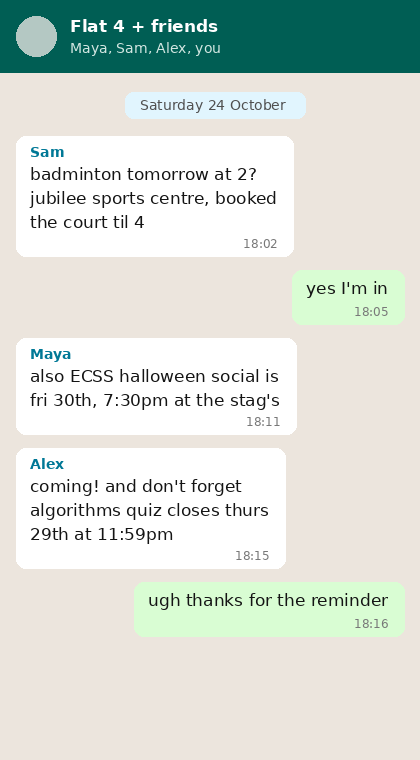 Flat 4 + friends
Maya, Sam, Alex, you
Saturday 24 October
Sam
badminton tomorrow at 2?
jubilee sports centre, booked
the court til 4
18:02
yes I'm in
18:05
Maya
also ECSS halloween social is
fri 30th, 7:30pm at the stag's
18:11
Alex
coming! and don't forget
algorithms quiz closes thurs
29th at 11:59pm
18:15
ugh thanks for the reminder
18:16